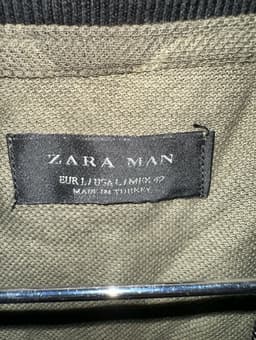 ZARA MAN
EUR L / USA L / MEX 42
MADE IN TURKEY